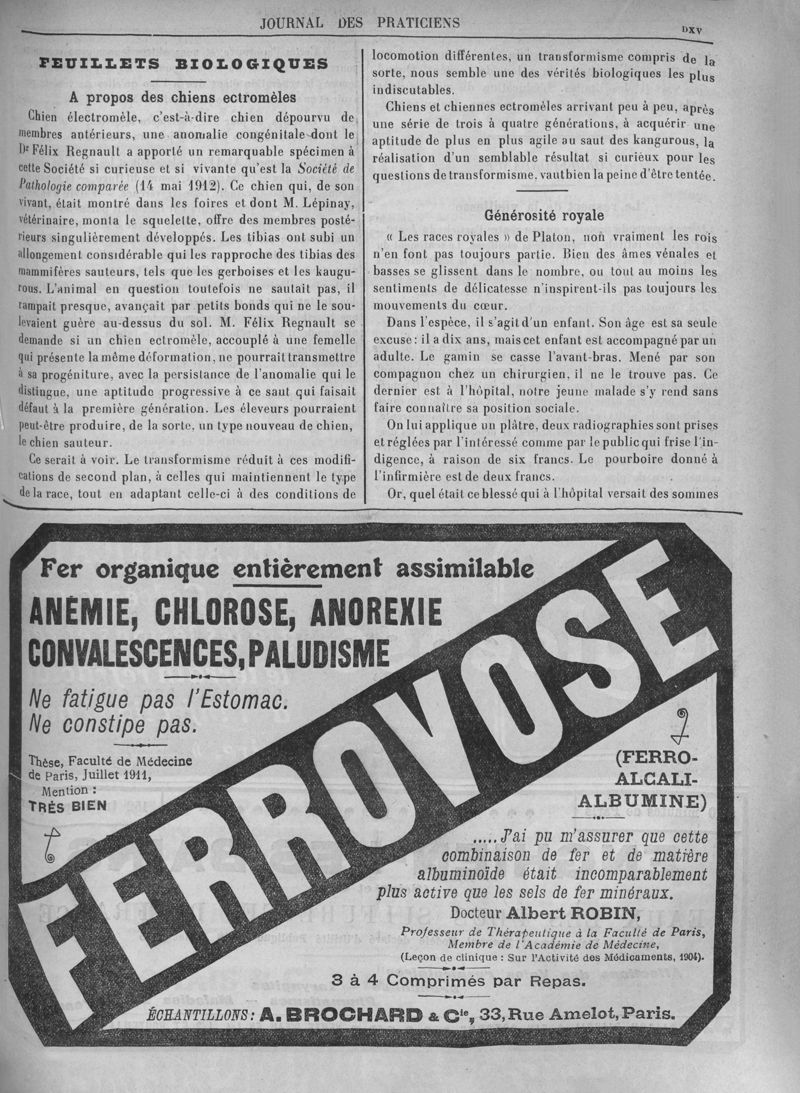 JOURNAL DES PRATICIENS
DXV
FEUILLETS BIOLOGIQUES
A propos des chiens ectromèles
Chien électromèle, c'est-à-dire chien dépourvu de
membres antérieurs, une anomalie congénitale dont le
Dr Félix Regnault a apporté un remarquable spécimen à
cette Société si curieuse et si vivante qu'est la Société de
Pathologie comparée (14 mai 1912). Ce chien qui, de son
vivant, était montré dans les foires et dont M. Lépinay,
vétérinaire, monta le squelette, offre des membres posté-
rieurs singulièrement développés. Les tibias ont subi un
allongement considérable qui les rapproche des tibias des
mammifères sauteurs, tels que les gerboises et les kaugu-
rous. L'animal en question toutefois ne sautait pas, il
rampait presque, avançait par petits bonds qui ne le sou-
levaient guère au-dessus du sol. M. Félix Regnault se
demande si un chien ectromèle, accouplé à une femelle
qui présente la même déformation, ne pourrait transmettre
à sa progéniture, avec la persistance de l'anomalie qui le
distingue, une aptitude progressive à ce saut qui faisait
défaut à la première génération. Les éleveurs pourraient
peut-être produire, de la sorte, un type nouveau de chien,
le chien sauteur.
Ce serait à voir. Le transformisme réduit à ces modifi-
cations de second plan, à celles qui maintiennent le type
de la race, tout en adaptant celle-ci à des conditions de
locomotion différentes, un transformisme compris de la
sorte, nous semble une des vérités biologiques les plus
indiscutables.
Chiens et chiennes ectromèles arrivant peu à peu, après
une série de trois à quatre générations, à acquérir une
aptitude de plus en plus agile au saut des kangurous, la
réalisation d'un semblable résultat si curieux pour les
questions de transformisme, vaut bien la peine d'être tentée.
Générosité royale
« Les races royales » de Platon, non vraiment les rois
n'en font pas toujours partie. Bien des âmes vénales et
basses se glissent dans le nombre, ou tout au moins les
sentiments de délicatesse n'inspirent-ils pas toujours les
mouvements du cœur.
Dans l'espèce, il s'agit d'un enfant. Son âge est sa seule
excuse : il a dix ans, mais cet enfant est accompagné par un
adulte. Le gamin se casse l'avant-bras. Mené par son
compagnon chez un chirurgien, il ne le trouve pas. Ce
dernier est à l'hôpital, notre jeune malade s'y rend sans
faire connaître sa position sociale.
On lui applique un plâtre, deux radiographies sont prises
et réglées par l'intéressé comme par le public qui frise l'in-
digence, à raison de six francs. Le pourboire donné à
l'infirmière est de deux francs.
Or, quel était ce blessé qui à l'hôpital versait des sommes
Fer organique entièrement assimilable
ANÉMIE, CHLOROSE, ANOREXIE
CONVALESCENCES, PALUDISME
Ne fatigue pas l'Estomac.
Ne constipe pas.
Thèse, Faculté de Médecine
de Paris, Juillet 1911,
Mention :
TRÈS BIEN
FERROVOSE
(FERRO-
ALCALI-
ALBUMINE)
.....J'ai pu m'assurer que cette
combinaison de fer et de matière
albuminoïde était incomparablement
plus active que les sels de fer minéraux.
Docteur Albert ROBIN,
Professeur de Thérapeutique à la Faculté de Paris,
Membre de l'Académie de Médecine,
(Leçon de clinique : Sur l'Activité des Médicaments, 1904).
3 à 4 Comprimés par Repas.
ÉCHANTILLONS : A. BROCHARD & Cie, 33, Rue Amelot, Paris.